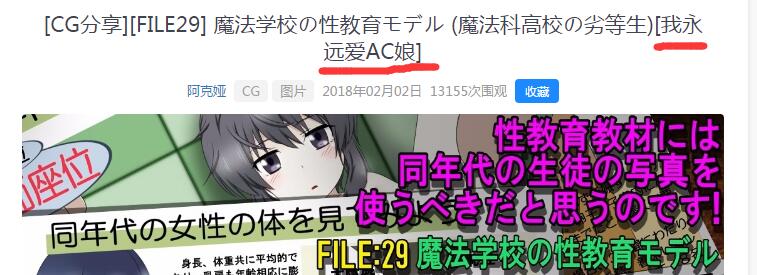 [CG分享][FILE29] 魔法学校の性教育モデル (魔法科高校の劣等生)[我永
远爱AC娘]
阿克娅 CG 图片 2018年02月02日 13155次围观 收藏
座位
性教育教材には
同年代の生徒の写真を
使うべきだと思うのです!
同年代の女性の体を見
身長、体重共に平均的で
FILE:29 魔法学校の性教育モデル